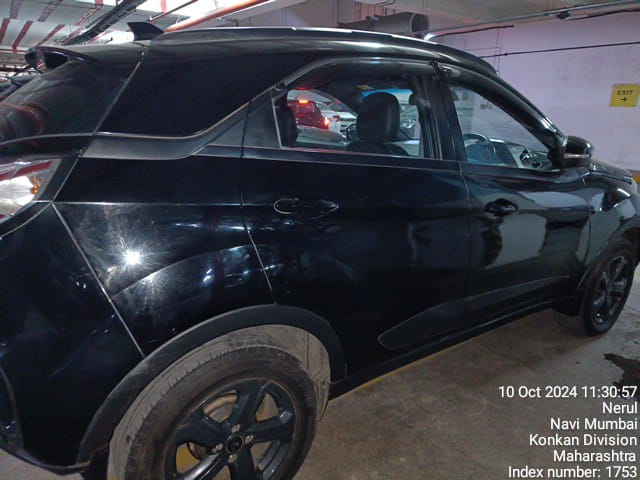 EXIT
→
10 Oct 2024 11:30:57
Nerul
Navi Mumbai
Konkan Division
Maharashtra
Index number: 1753